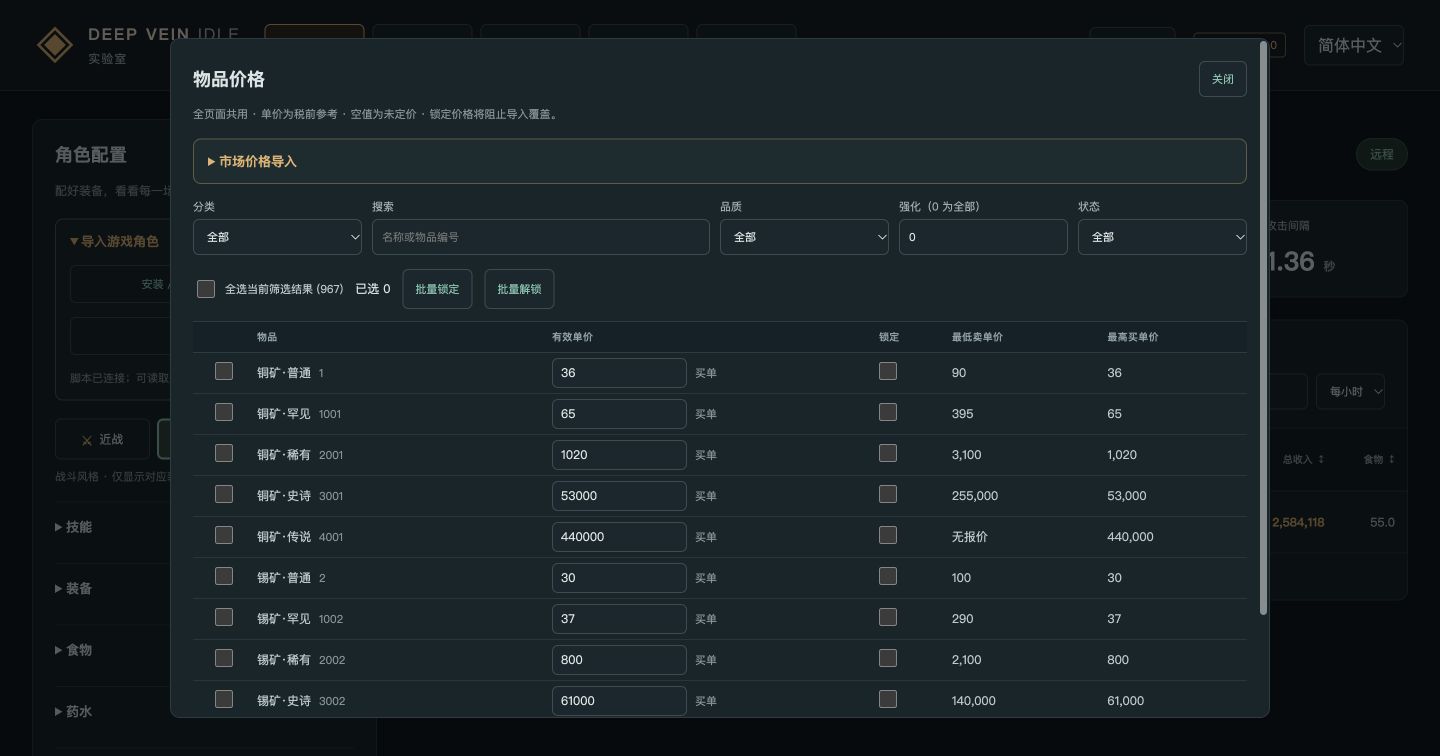 DEEP VEIN IDLE
实验室
0
简体中文
物品价格
关闭
全页面共用 · 单价为税前参考 · 空值为未定价 · 锁定价格将阻止导入覆盖。
市场价格导入
分类
搜索
品质
强化（0 为全部）
状态
全部
名称或物品编号
全部
0
全部
全选当前筛选结果 (967)
已选 0
批量锁定
批量解锁
物品
有效单价
锁定
最低卖单价
最高买单价
铜矿·普通 1 36 买单 90 36
铜矿·罕见 1001 65 买单 395 65
铜矿·稀有 2001 1020 买单 3,100 1,020
铜矿·史诗 3001 53000 买单 255,000 53,000
铜矿·传说 4001 440000 买单 无报价 440,000
锡矿·普通 2 30 买单 100 30
锡矿·罕见 1002 37 买单 290 37
锡矿·稀有 2002 800 买单 2,100 800
锡矿·史诗 3002 61000 买单 140,000 61,000
角色配置
配好装备，看看每一
导入游戏角色
安装 /
脚本已连接；可读取
近战
战斗风格 · 仅显示对应
技能
装备
食物
药水
远程
攻击间隔
1.36 秒
每小时
总收入
食物
2,584,118
55.0